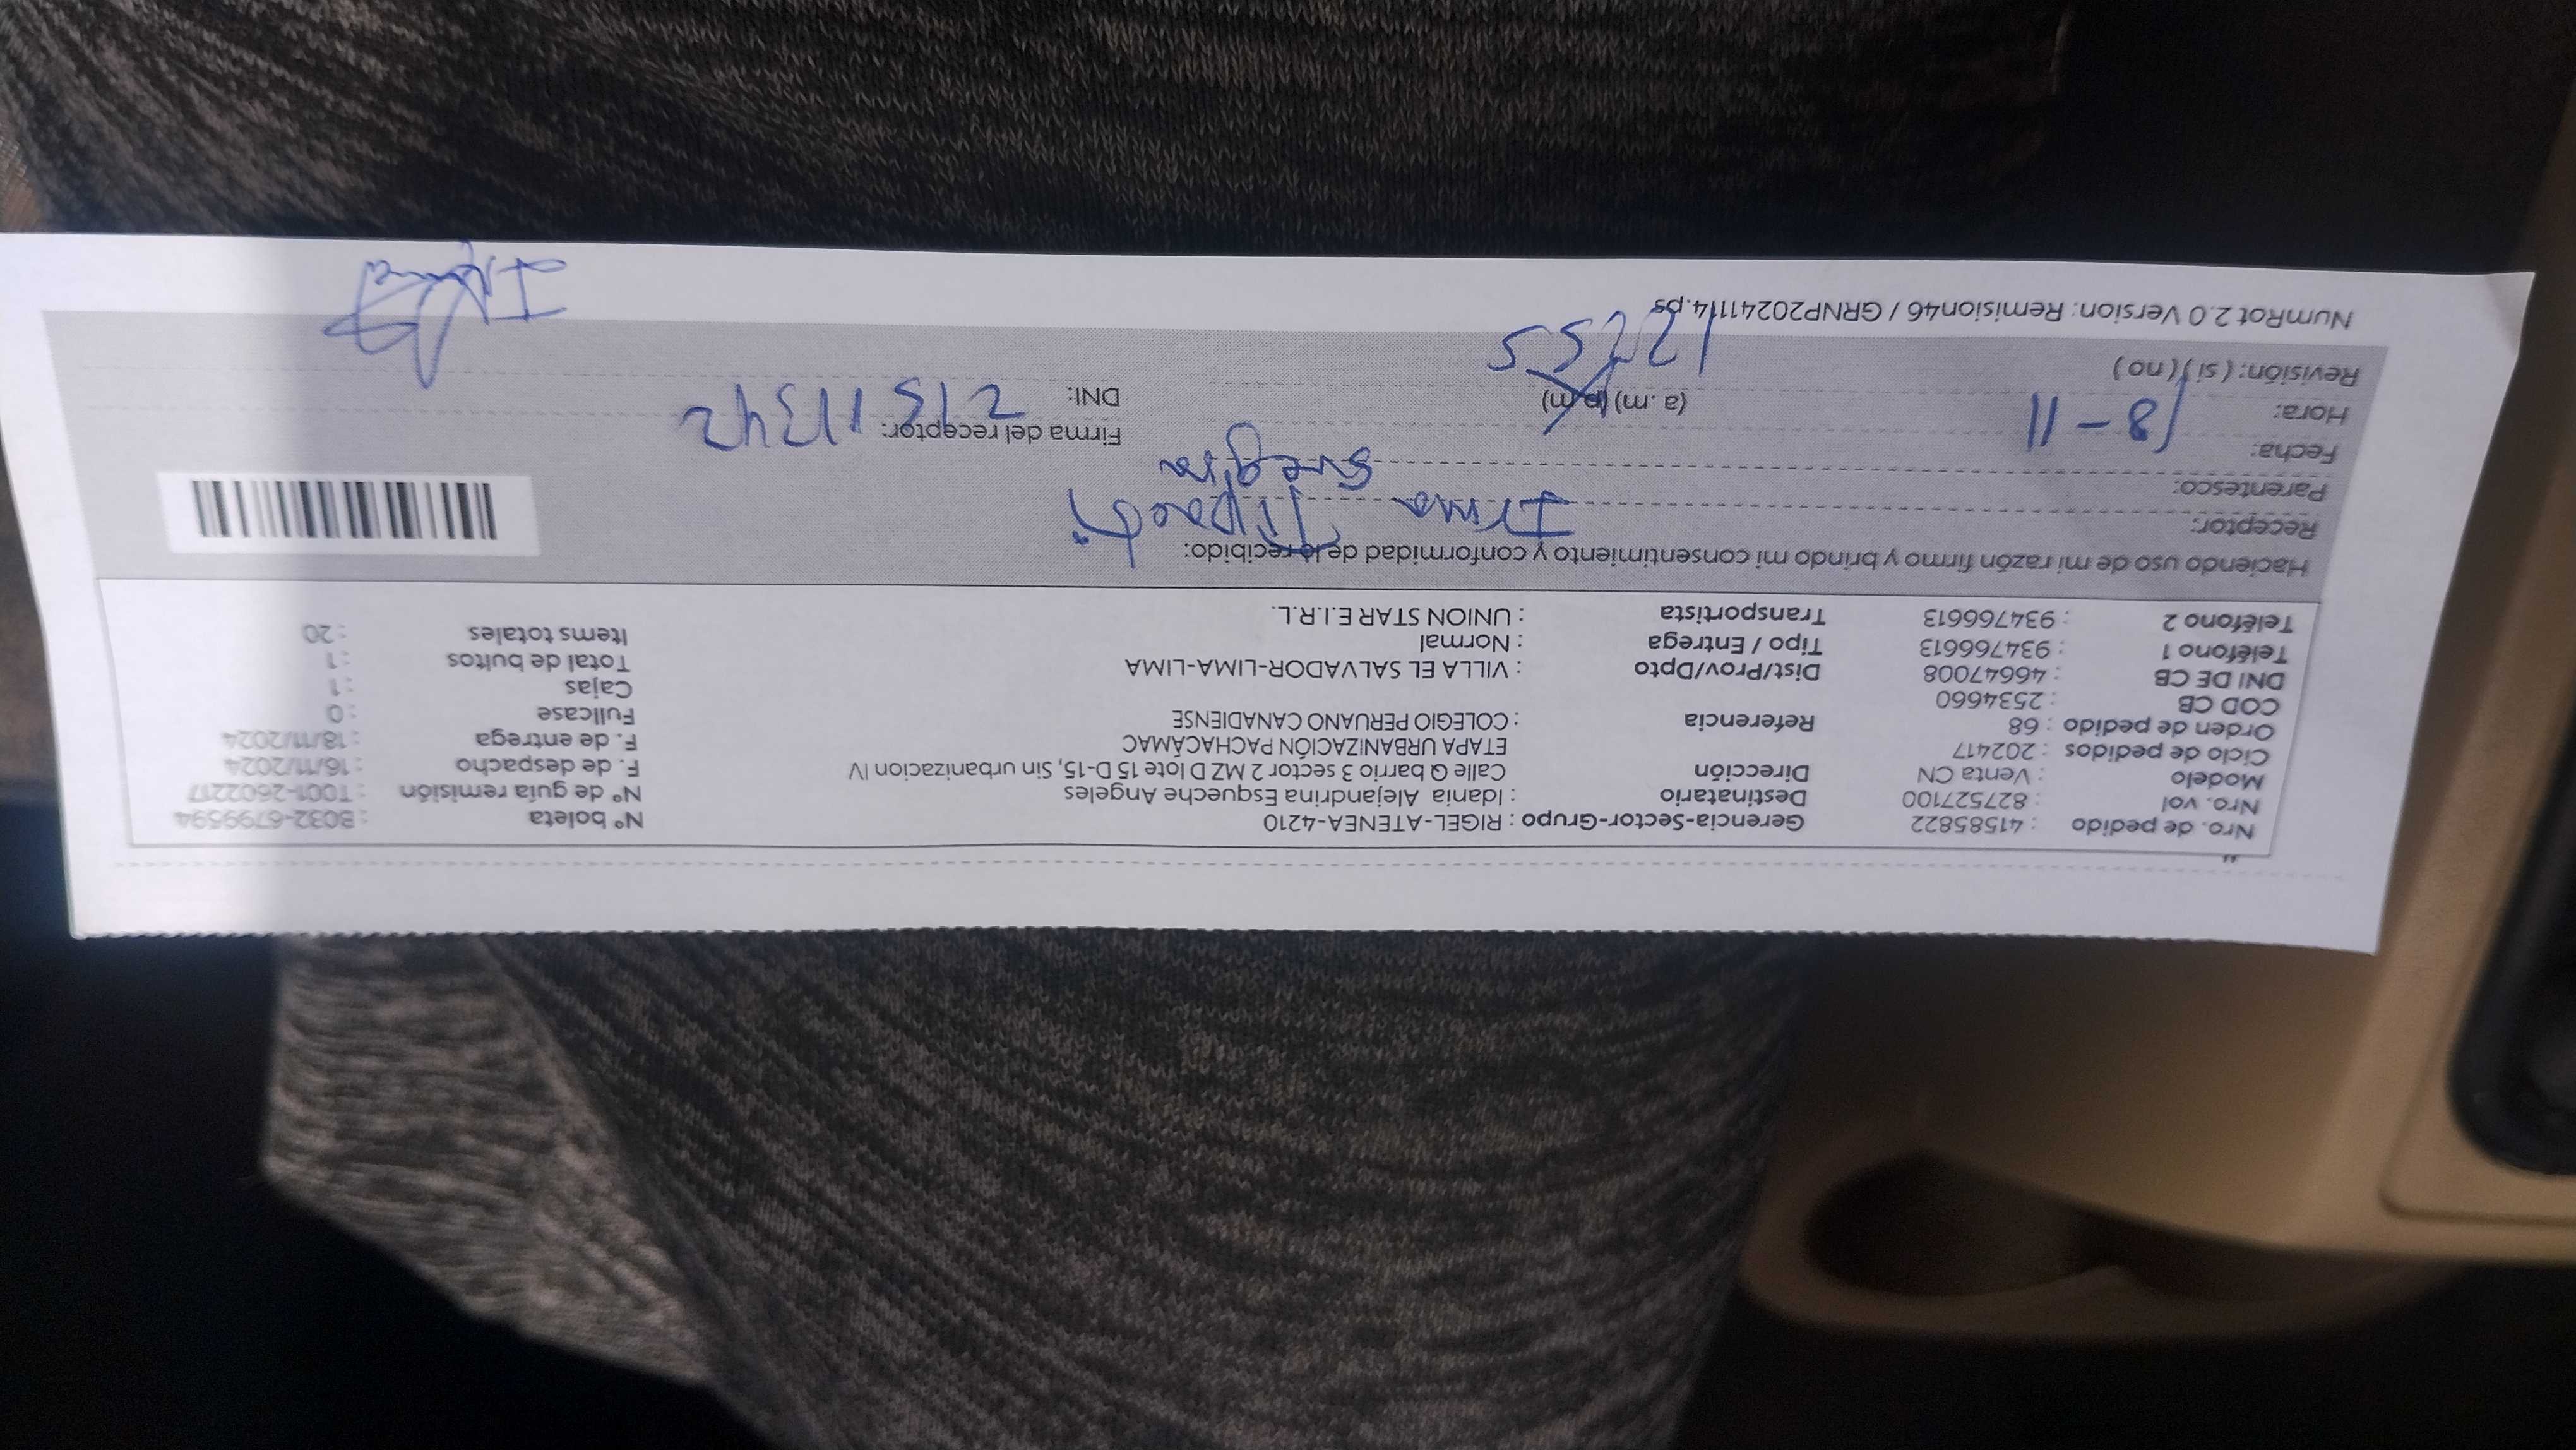 Nro. de pedido : 41585822 Gerencia-Sector-Grupo : RIGEL-ATENEA-4210 N° boleta : B032-6799594
Nro. vol : 827527100 Destinatario : Idania Alejandrina Esqueche Angeles N° de guía remisión : T001-2602217
Modelo : Venta CN Dirección Calle Q barrio 3 sector 2 MZ D lote 15 D-15, Sin urbanizacion IV F. de despacho : 16/11/2024
Ciclo de pedidos : 202417 ETAPA URBANIZACIÓN PACHACÁMAC F. de entrega : 18/11/2024
Orden de pedido : 68 Referencia : COLEGIO PERUANO CANADIENSE Fullcase : 0
COD CB : 2534660 Cajas : 1
DNI DE CB : 46647008 Dist/Prov/Dpto : VILLA EL SALVADOR-LIMA-LIMA Total de bultos : 1
Teléfono 1 : 934766613 Tipo / Entrega : Normal Items totales : 20
Teléfono 2 : 934766613 Transportista : UNION STAR E.I.R.L.
Haciendo uso de mi razón firmo y brindo mi consentimiento y conformidad de lo recibido:
Receptor: Irma
Parentesco: Suegra
Fecha: 18-11 Firma del receptor:
Hora: (a. m) (p. m) DNI: 21511342
Revisión: ( si ) ( no ) 12:55
NumRot 2.0 Version: Remision46 / GRNP20241114.ps
Irma